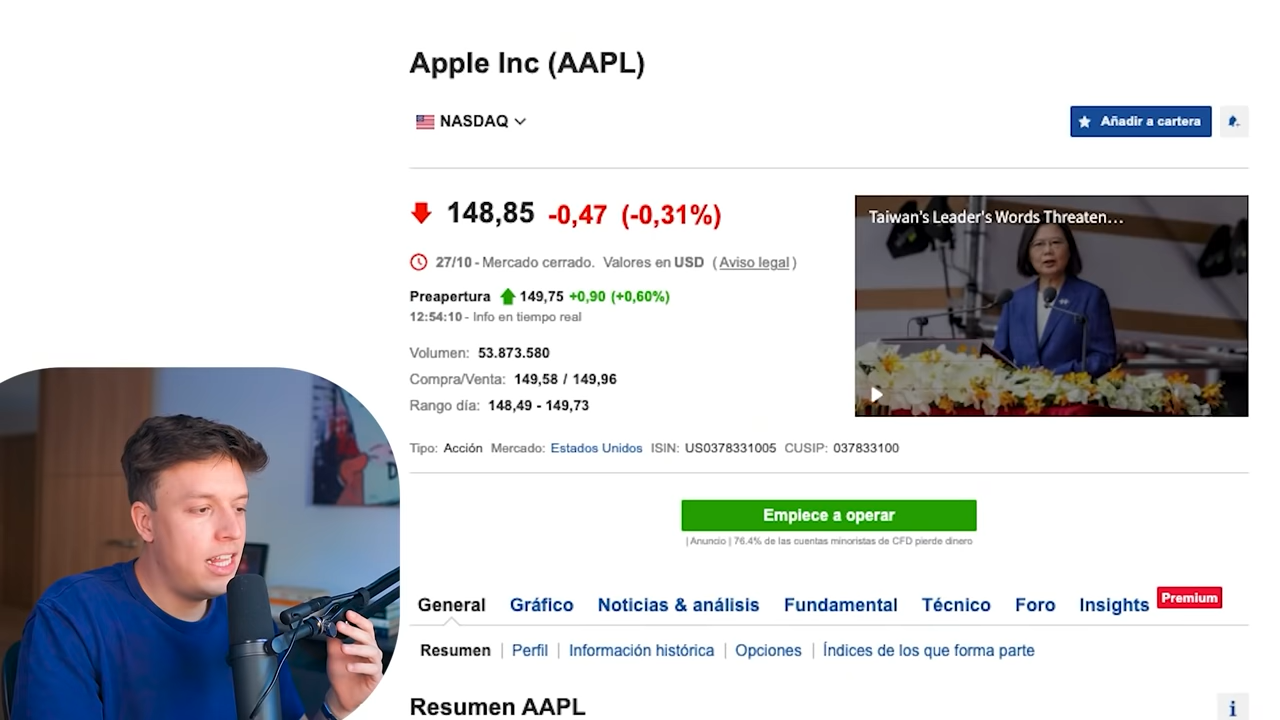 Apple Inc (AAPL)
NASDAQ
Añadir a cartera
148,85 -0,47 (-0,31%)
Taiwan's Leader's Words Threaten...
27/10 - Mercado cerrado. Valores en USD (Aviso legal)
Preapertura 149,75 +0,90 (+0,60%)
12:54:10 - Info en tiempo real
Volumen: 53.873.580
Compra/Venta: 149,58 / 149,96
Rango día: 148,49 - 149,73
Tipo: Acción Mercado: Estados Unidos ISIN: US0378331005 CUSIP: 037833100
Empiece a operar
| Anuncio | 76.4% de las cuentas minoristas de CFD pierde dinero
General Gráfico Noticias & análisis Fundamental Técnico Foro Insights Premium
Resumen | Perfil | Información histórica | Opciones | Índices de los que forma parte
Resumen AAPL
i